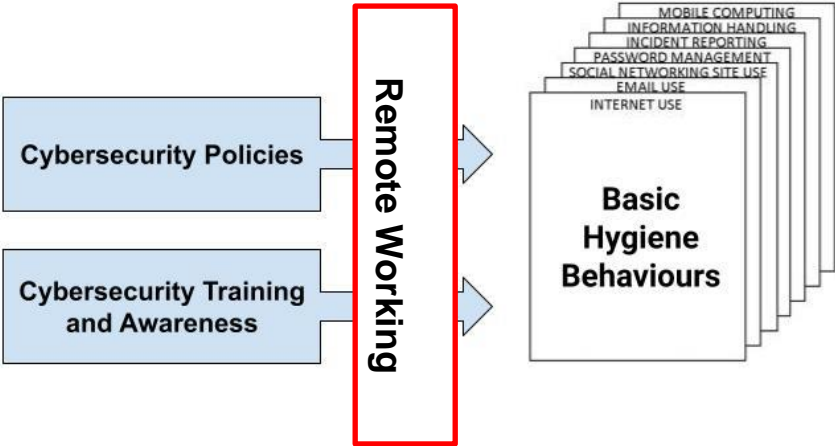 Cybersecurity Policies
Cybersecurity Training
and Awareness
Remote Working
MOBILE COMPUTING
INFORMATION HANDLING
INCIDENT REPORTING
PASSWORD MANAGEMENT
SOCIAL NETWORKING SITE USE
EMAIL USE
INTERNET USE
Basic
Hygiene
Behaviours